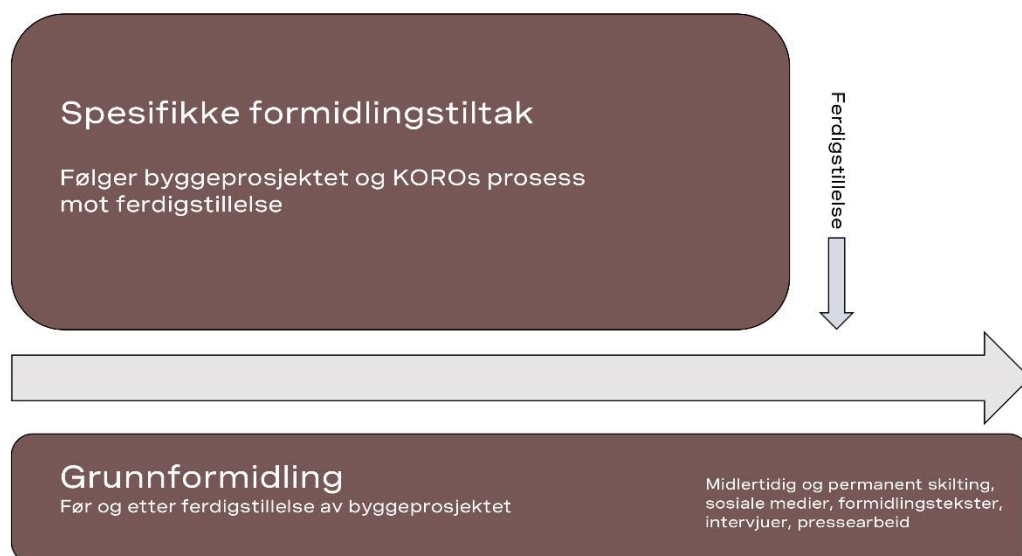 Spesifikke formidlingstiltak
Følger byggeprosjektet og KOROs prosess
mot ferdigstillelse
Ferdigstillelse
Grunnformidling
Før og etter ferdigstillelse av byggeprosjektet
Midlertidig og permanent skilting,
sosiale medier, formidlingstekster,
intervjuer, pressearbeid